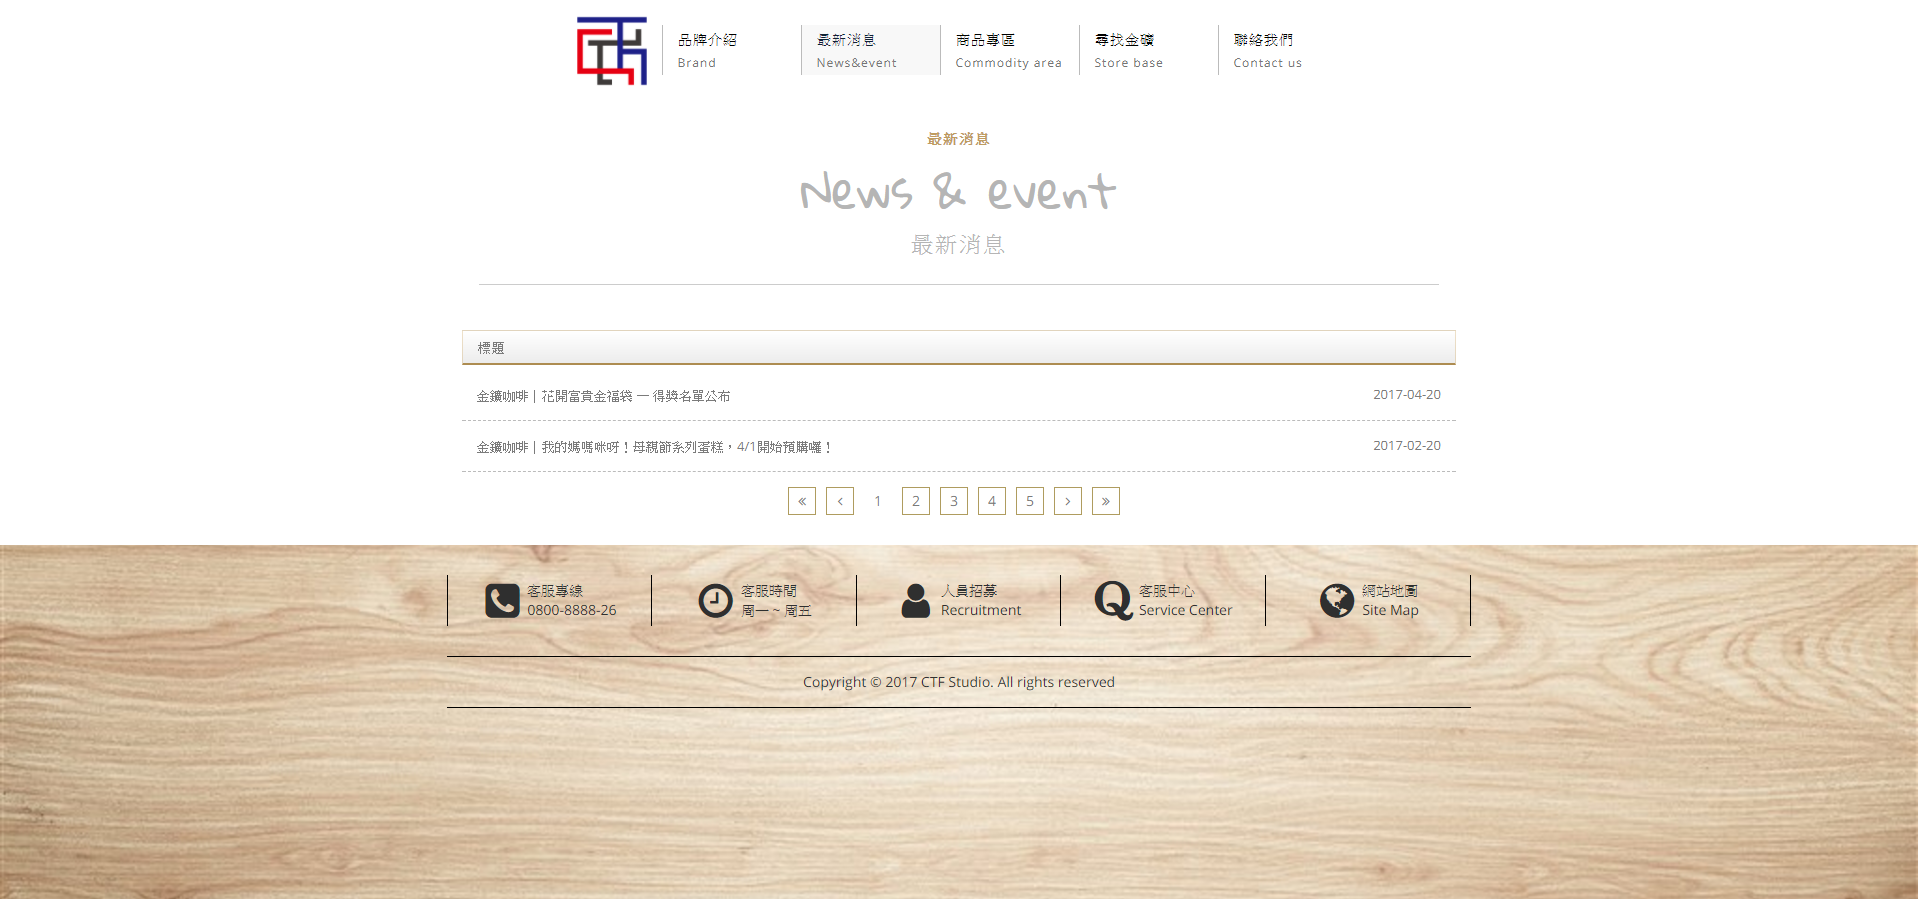 品牌介紹
Brand
最新消息
News&event
商品專區
Commodity area
尋找金礦
Store base
聯絡我們
Contact us
最新消息
News & event
最新消息
標題
金鑛咖啡｜花開富貴金福袋 — 得獎名單公布
2017-04-20
金鑛咖啡｜我的媽嗎咪呀！母親節系列蛋糕，4/1開始預購囉！
2017-02-20
« ‹ 1 2 3 4 5 › »
客服專線
0800-8888-26
客服時間
周一 ~ 周五
人員招募
Recruitment
客服中心
Service Center
網站地圖
Site Map
Copyright © 2017 CTF Studio. All rights reserved